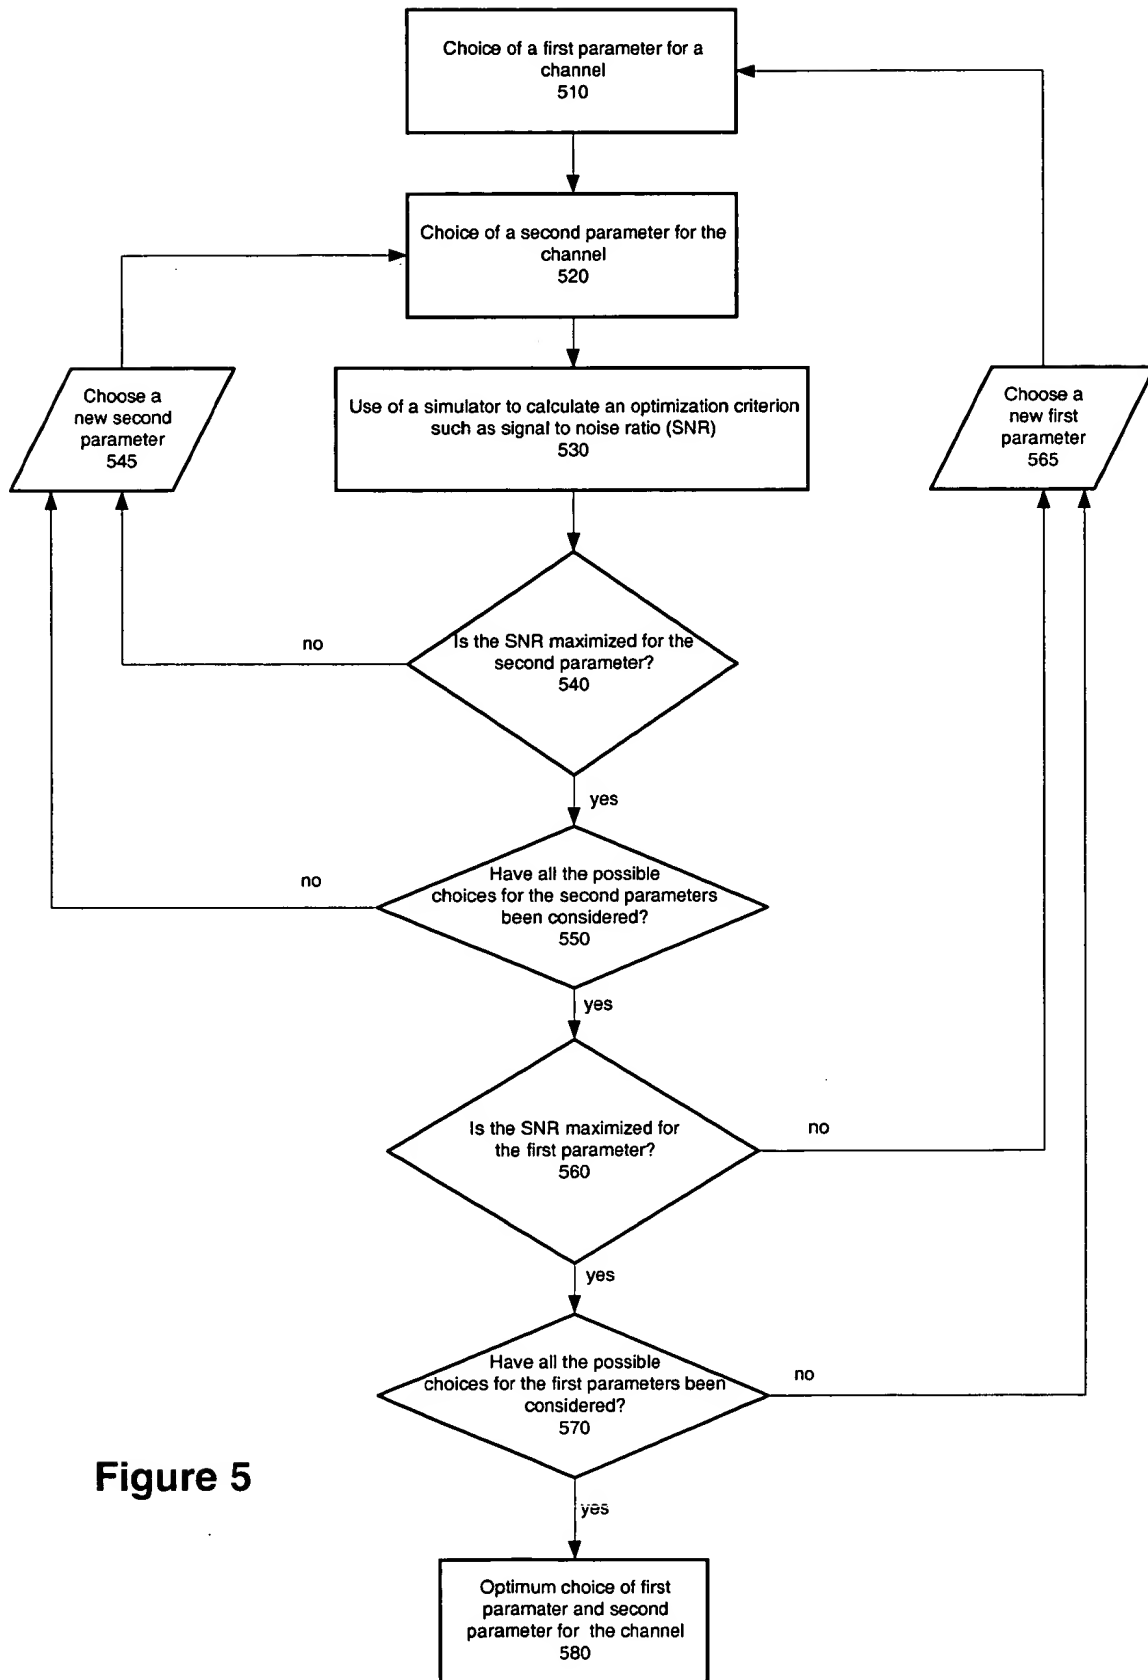 Choice of a first parameter for a
channel
510
Choice of a second parameter for the
channel
520
Choose a
new second
parameter
545
Use of a simulator to calculate an optimization criterion
such as signal to noise ratio (SNR)
530
Choose a
new first
parameter
565
no
Is the SNR maximized for the
second parameter?
540
yes
no
Have all the possible
choices for the second parameters
been considered?
550
yes
Is the SNR maximized for
the first parameter?
560
no
yes
Have all the possible
choices for the first parameters been
considered?
570
no
Figure 5
yes
Optimum choice of first
paramater and second
parameter for the channel
580